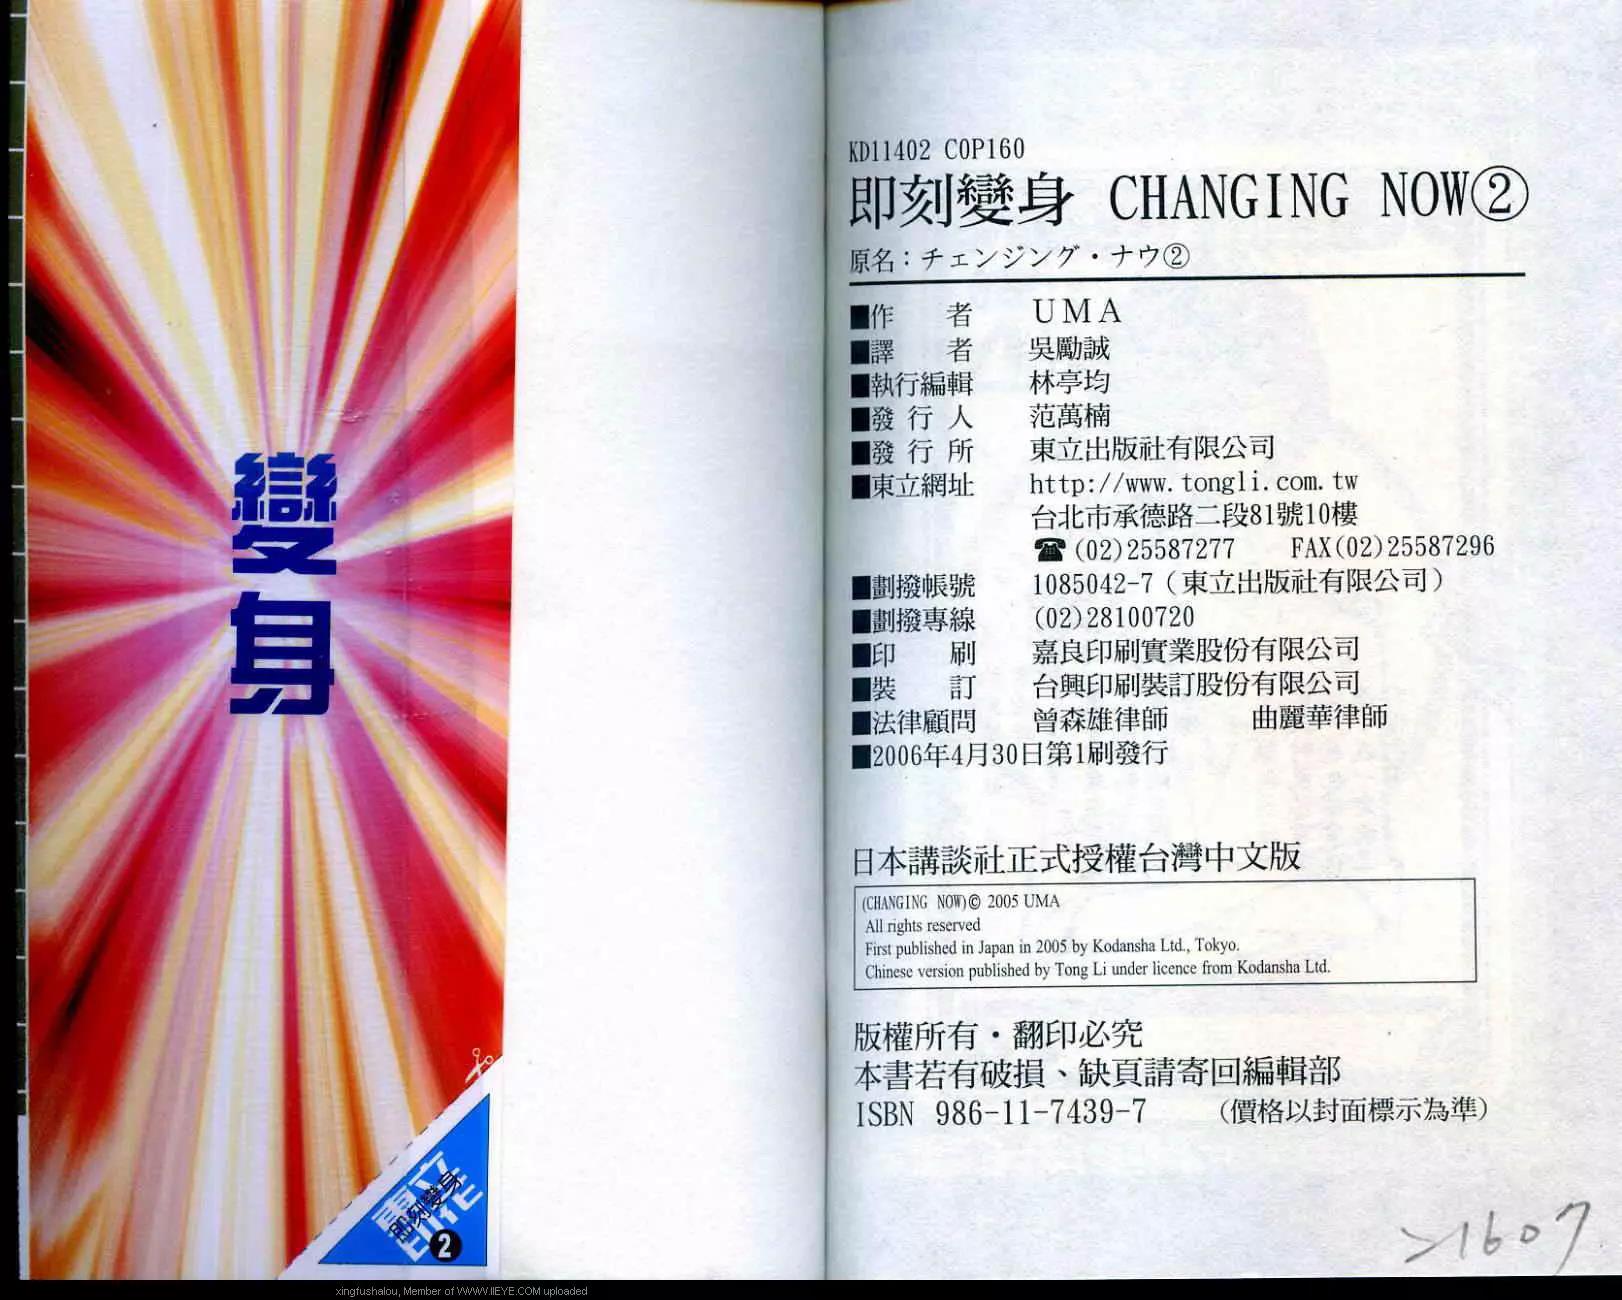 變身
東立
即刻變身
印花
2
KD11402 COP160
即刻變身 CHANGING NOW②
原名：チェンジング・ナウ②
■作 者 UMA
■譯 者 吳勵誠
■執行編輯 林亭均
■發 行 人 范萬楠
■發 行 所 東立出版社有限公司
■東立網址 http://www.tongli.com.tw
台北市承德路二段81號10樓
☎(02)25587277 FAX(02)25587296
■劃撥帳號 1085042-7（東立出版社有限公司）
■劃撥專線 (02)28100720
■印 刷 嘉良印刷實業股份有限公司
■裝 訂 台興印刷裝訂股份有限公司
■法律顧問 曾森雄律師 曲麗華律師
■2006年4月30日第1刷發行
日本講談社正式授權台灣中文版
(CHANGING NOW)© 2005 UMA
All rights reserved
First published in Japan in 2005 by Kodansha Ltd., Tokyo.
Chinese version published by Tong Li under licence from Kodansha Ltd.
版權所有・翻印必究
本書若有破損、缺頁請寄回編輯部
ISBN 986-11-7439-7 （價格以封面標示為準）
1607
xingfushalou, Member of WWW.IIEYE.COM uploaded